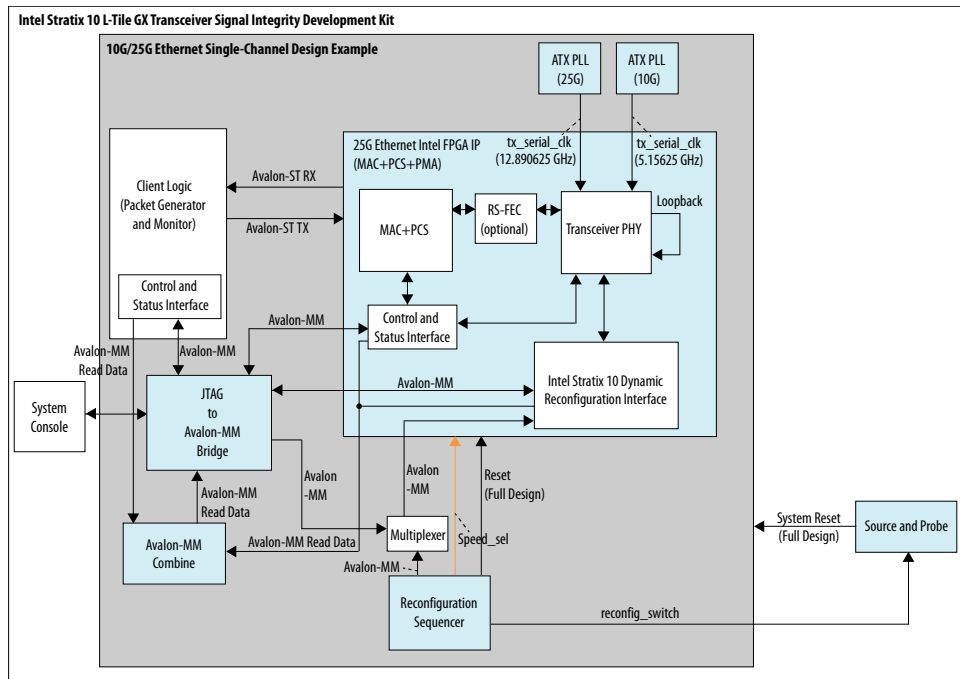 Intel Stratix 10 L-Tile GX Transceiver Signal Integrity Development Kit
10G/25G Ethernet Single-Channel Design Example
ATX PLL
(25G)
ATX PLL
(10G)
25G Ethernet Intel FPGA IP
(MAC+PCS+PMA)
tx_serial_clk
(12.890625 GHz)
tx_serial_clk
(5.15625 GHz)
Client Logic
(Packet Generator
and Monitor)
Avalon-ST RX
Avalon-ST TX
MAC+PCS
RS-FEC
(optional)
Transceiver PHY
Loopback
Control and
Status Interface
Avalon-MM
Control and
Status Interface
Avalon-MM
Read Data
Avalon-MM
Avalon-MM
Intel Stratix 10 Dynamic
Reconfiguration Interface
System
Console
JTAG
to
Avalon-MM
Bridge
Avalon
-MM
Avalon
-MM
Reset
(Full Design)
Avalon-MM
Read Data
Avalon-MM
Combine
Avalon-MM Read Data
Multiplexer
Speed_sel
Avalon-MM
System Reset
(Full Design)
Source and Probe
Reconfiguration
Sequencer
reconfig_switch